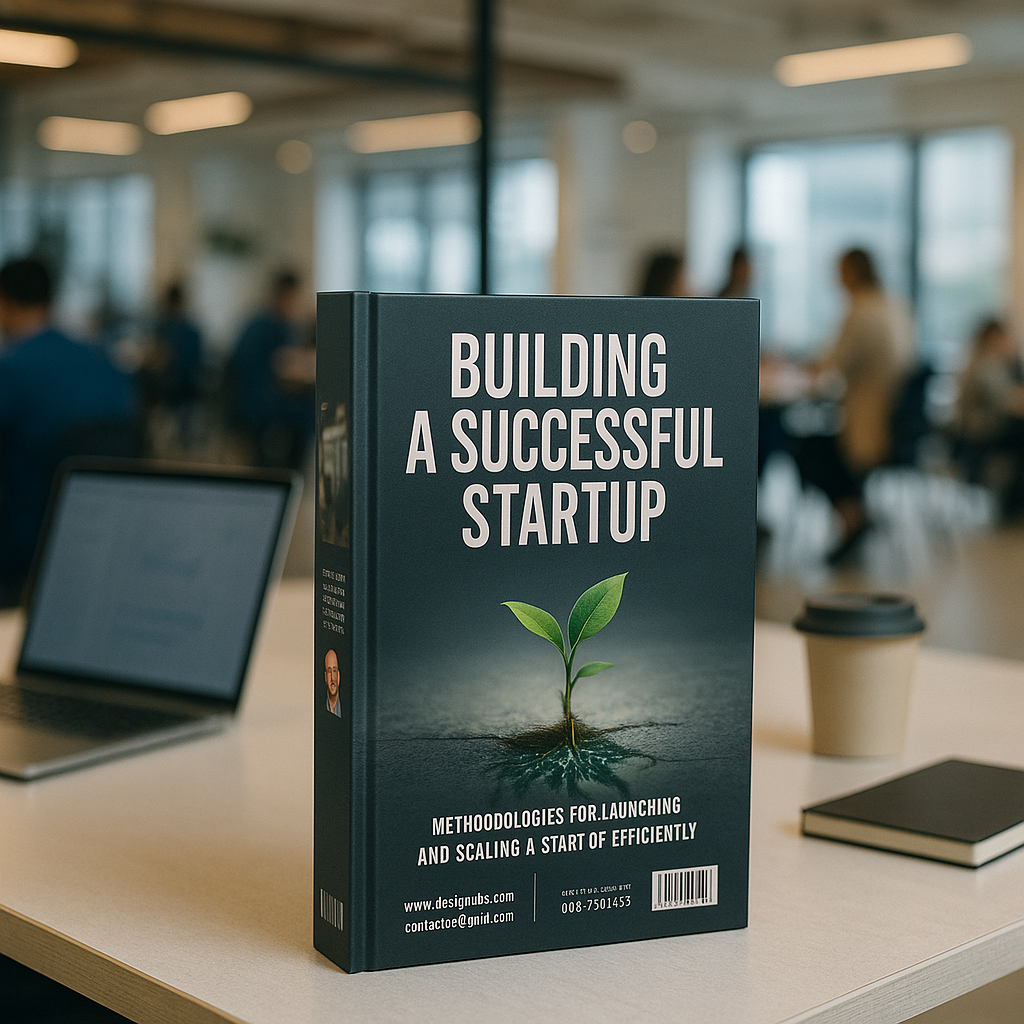 BUILDING
A SUCCESSFUL
STARTUP
METHOODOLOGIES FOR.LAUNCHING
AND SCALING A START OF EFFICIENTLY
www.designubs.com
contactoe@gnid.com
008-7501453